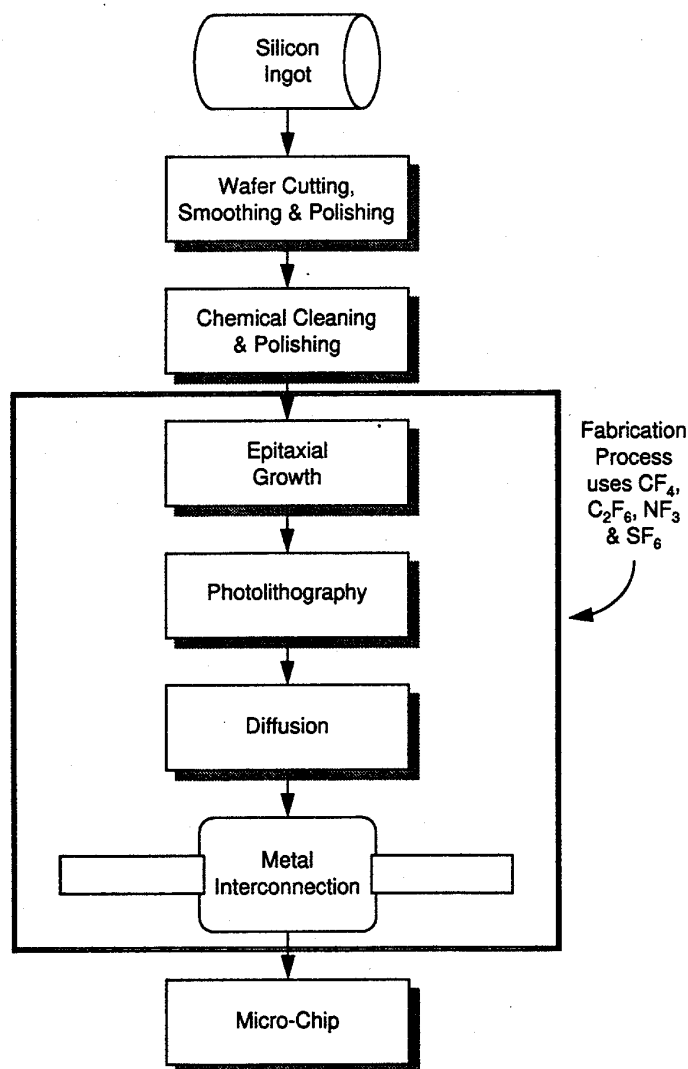 Silicon
Ingot
Wafer Cutting,
Smoothing & Polishing
Chemical Cleaning
& Polishing
Epitaxial
Growth
Fabrication
Process
uses CF₄,
C₂F₆, NF₃
& SF₆
Photolithography
Diffusion
Metal
Interconnection
Micro-Chip